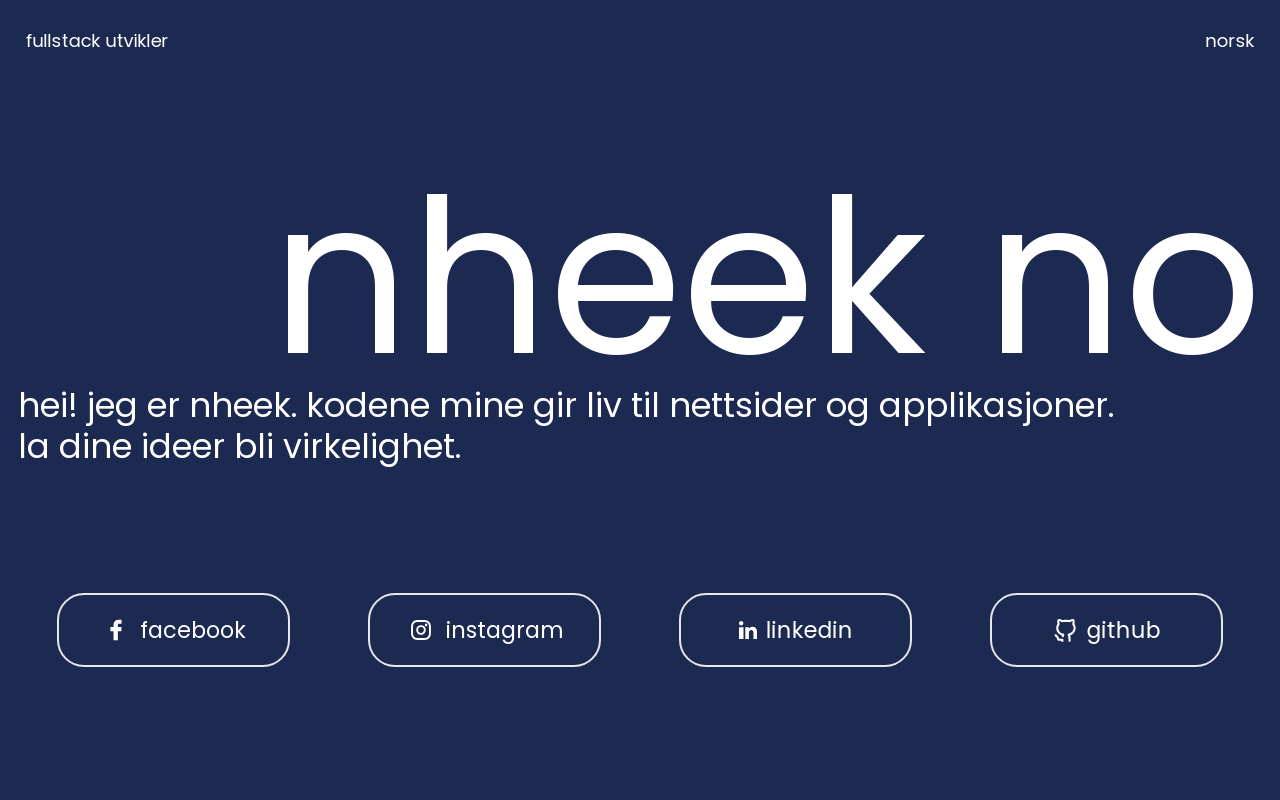 fullstack utvikler
norsk
nheek no
hei! jeg er nheek. kodene mine gir liv til nettsider og applikasjoner.
la dine ideer bli virkelighet.
facebook
instagram
linkedin
github